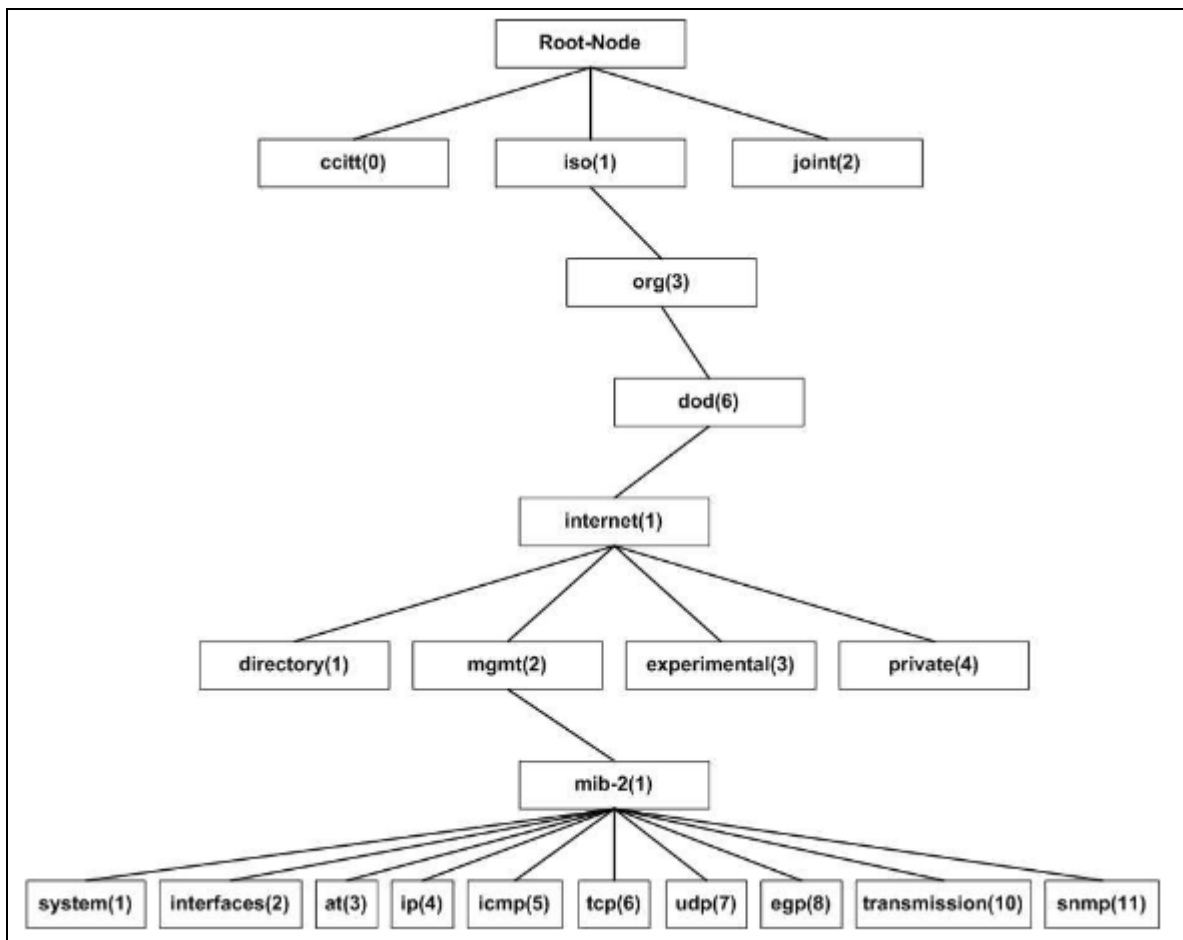 Root-Node
ccitt(0) iso(1) joint(2)
org(3)
dod(6)
internet(1)
directory(1) mgmt(2) experimental(3) private(4)
mib-2(1)
system(1) interfaces(2) at(3) ip(4) icmp(5) tcp(6) udp(7) egp(8) transmission(10) snmp(11)